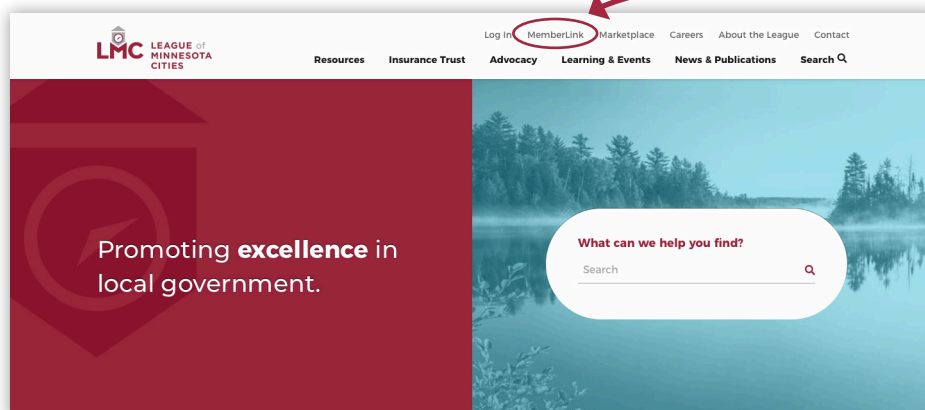 Log In MemberLink Marketplace Careers About the League Contact
LMC LEAGUE of
MINNESOTA
CITIES
Resources Insurance Trust Advocacy Learning & Events News & Publications Search
Promoting excellence in
local government.
What can we help you find?
Search